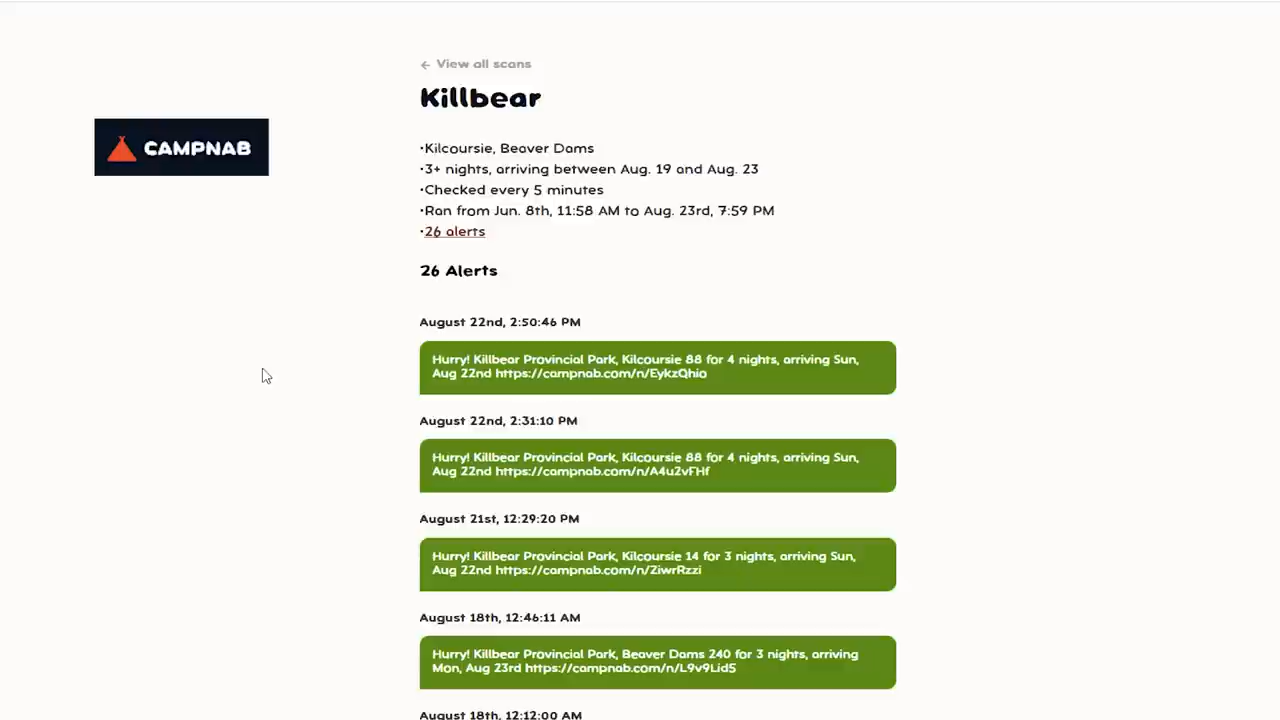 ← View all scans
Killbear
CAMPNAB
•Kilcoursie, Beaver Dams
•3+ nights, arriving between Aug. 19 and Aug. 23
•Checked every 5 minutes
•Ran from Jun. 8th, 11:58 AM to Aug. 23rd, 7:59 PM
•26 alerts
26 Alerts
August 22nd, 2:50:46 PM
Hurry! Killbear Provincial Park, Kilcoursie 88 for 4 nights, arriving Sun,
Aug 22nd https://campnab.com/n/EykzQhio
August 22nd, 2:31:10 PM
Hurry! Killbear Provincial Park, Kilcoursie 88 for 4 nights, arriving Sun,
Aug 22nd https://campnab.com/n/A4u2vFHf
August 21st, 12:29:20 PM
Hurry! Killbear Provincial Park, Kilcoursie 14 for 3 nights, arriving Sun,
Aug 22nd https://campnab.com/n/ZiwrRzzi
August 18th, 12:46:11 AM
Hurry! Killbear Provincial Park, Beaver Dams 240 for 3 nights, arriving
Mon, Aug 23rd https://campnab.com/n/L9v9Lid5
August 18th, 12:12:00 AM